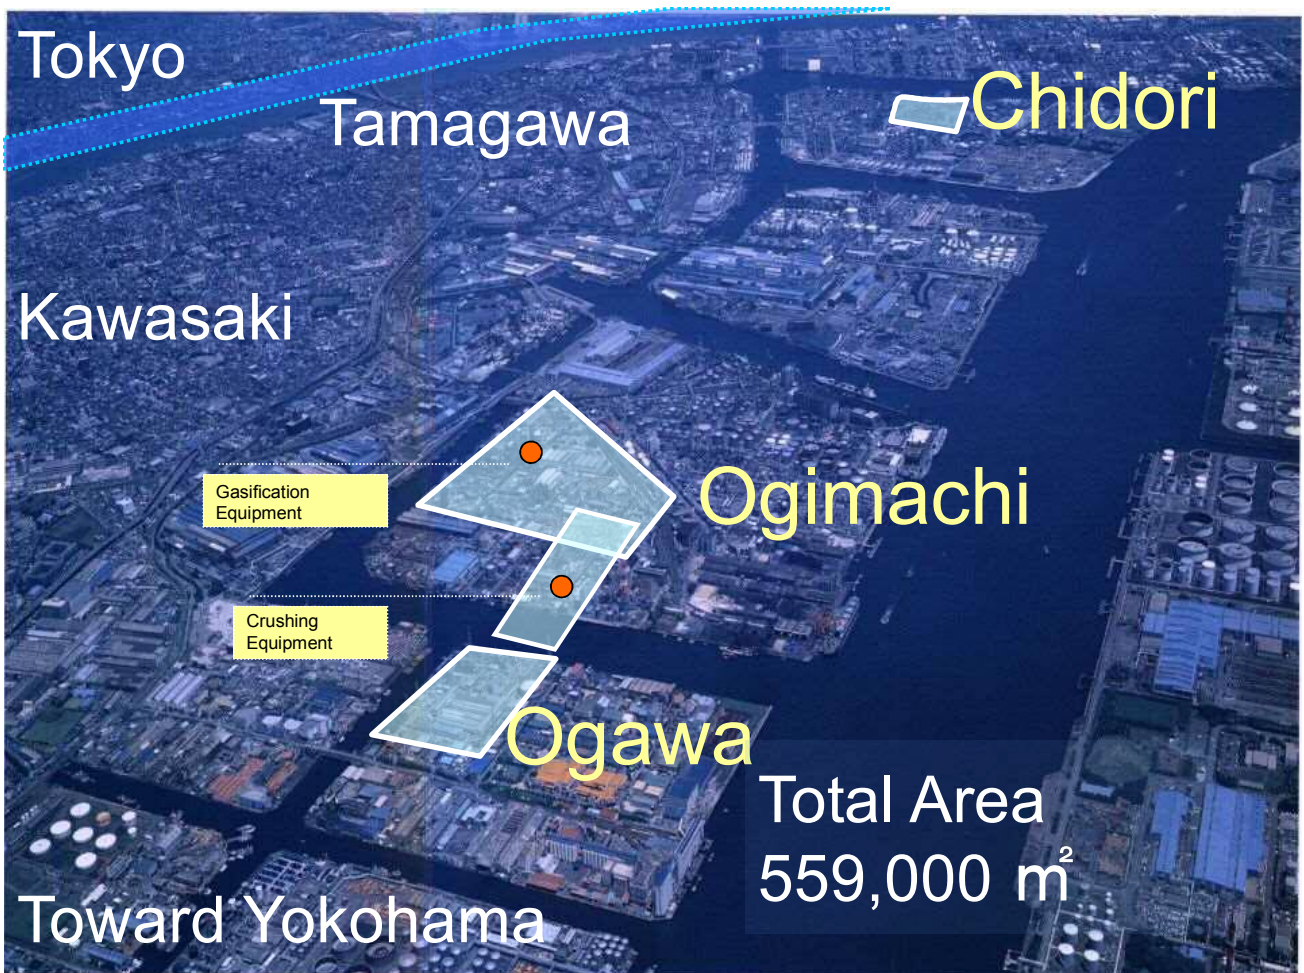 Tokyo
Tamagawa
Chidori
Kawasaki
Gasification
Equipment
Ogimachi
Crushing
Equipment
Ogawa
Total Area
559,000 ㎡
Toward Yokohama